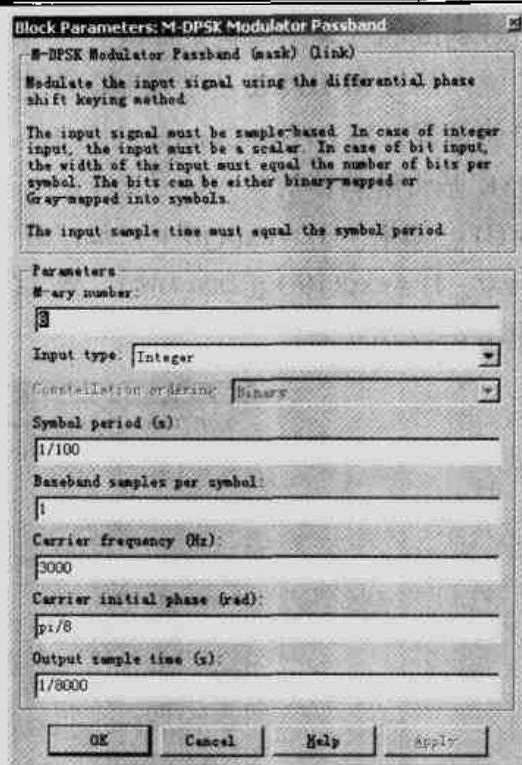 Block Parameters: M-DPSK Modulator Passband
M-DPSK Modulator Passband (mask) (link)
Modulate the input signal using the differential phase
shift keying method
The input signal must be sample-based. In case of integer
input, the input must be a scalar. In case of bit input,
the width of the input must equal the number of bits per
symbol. The bits can be either binary-mapped or
Gray-mapped into symbols.
The input sample time must equal the symbol period
Parameters
M-ary number:
8
Input type: Integer
Constellation ordering Binary
Symbol period (s):
1/100
Baseband samples per symbol:
1
Carrier frequency (Hz):
3000
Carrier initial phase (rad):
pi/8
Output sample time (s):
1/8000
OK Cancel Help Apply